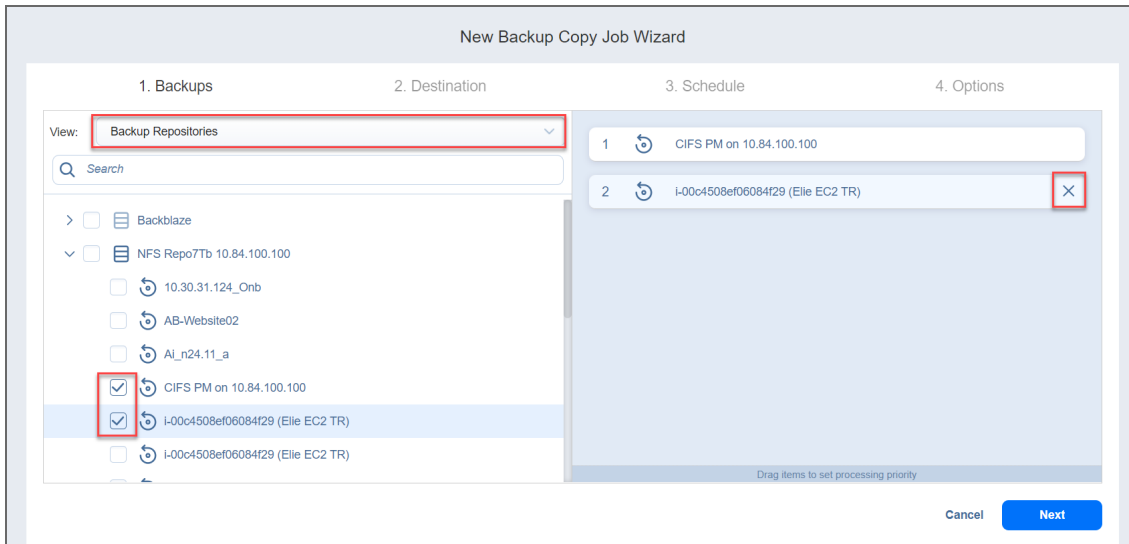 New Backup Copy Job Wizard
1. Backups
2. Destination
3. Schedule
4. Options
View:
Backup Repositories
Search
Backblaze
NFS Repo7Tb 10.84.100.100
10.30.31.124_Onb
AB-Website02
Ai_n24.11_a
CIFS PM on 10.84.100.100
i-00c4508ef06084f29 (Elie EC2 TR)
i-00c4508ef06084f29 (Elie EC2 TR)
1 CIFS PM on 10.84.100.100
2 i-00c4508ef06084f29 (Elie EC2 TR)
Drag items to set processing priority
Cancel
Next